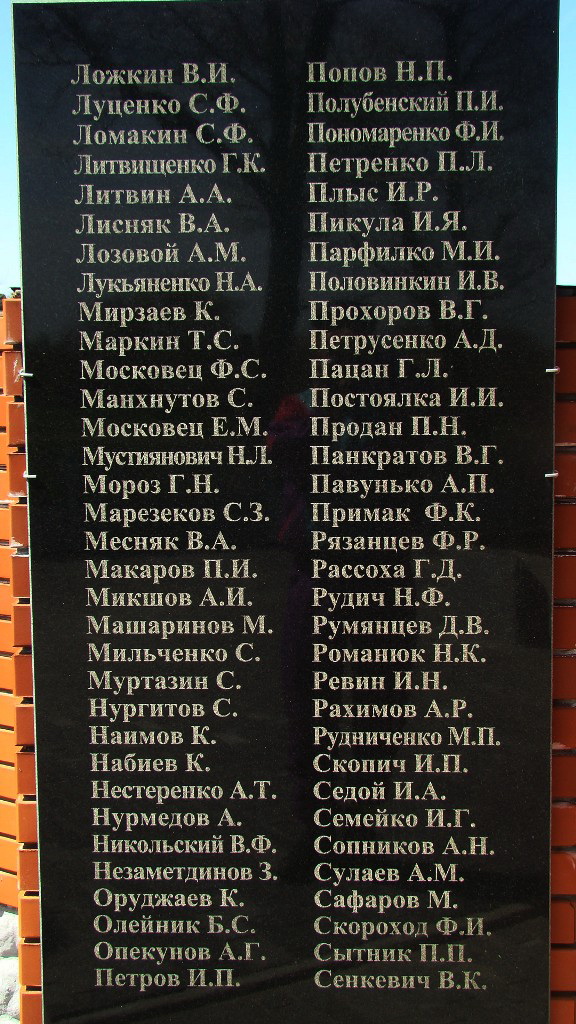 Ложкин В.И.
Луценко С.Ф.
Ломакин С.Ф.
Литвищенко Г.К.
Литвин А.А.
Лисняк В.А.
Лозовой А.М.
Лукьяненко Н.А.
Мирзаев К.
Маркин Т.С.
Московец Ф.С.
Манхнутов С.
Московец Е.М.
Мустиянович Н.Л.
Мороз Г.Н.
Марезеков С.З.
Месняк В.А.
Макаров П.И.
Микшов А.И.
Машаринов М.
Мильченко С.
Муртазин С.
Нургитов С.
Наимов К.
Набиев К.
Нестеренко А.Т.
Нурмедов А.
Никольский В.Ф.
Незаметдинов З.
Оруджаев К.
Олейник Б.С.
Опекунов А.Г.
Петров И.П.
Попов Н.П.
Полубенский П.И.
Пономаренко Ф.И.
Петренко П.Л.
Плыс И.Р.
Пикула И.Я.
Парфилко М.И.
Половинкин И.В.
Прохоров В.Г.
Петрусенко А.Д.
Пацан Г.Л.
Постоялка И.И.
Продан П.Н.
Панкратов В.Г.
Павунько А.П.
Примак Ф.К.
Рязанцев Ф.Р.
Рассоха Г.Д.
Рудич Н.Ф.
Румянцев Д.В.
Романюк Н.К.
Ревин И.Н.
Рахимов А.Р.
Рудниченко М.П.
Скопич И.П.
Седой И.А.
Семейко И.Г.
Сопников А.Н.
Сулаев А.М.
Сафаров М.
Скороход Ф.И.
Сытник П.П.
Сенкевич В.К.